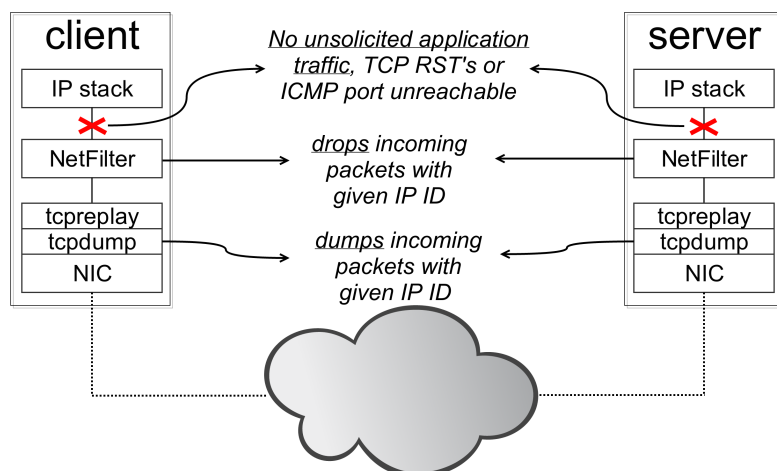 client
server
No unsolicited application
traffic, TCP RST's or
ICMP port unreachable
IP stack
IP stack
NetFilter
drops incoming
packets with
given IP ID
NetFilter
tcpreplay
tcpdump
NIC
dumps incoming
packets with
given IP ID
tcpreplay
tcpdump
NIC